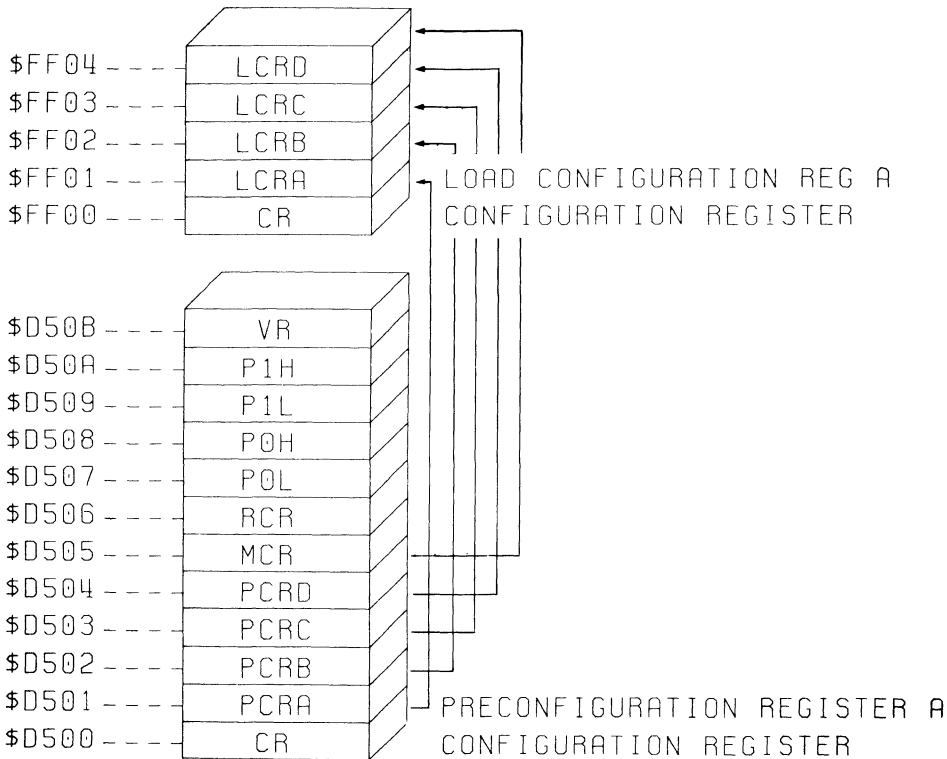 $FF04---- LCRD
$FF03---- LCRC
$FF02---- LCRB
$FF01---- LCRA LOAD CONFIGURATION REG A
$FF00---- CR CONFIGURATION REGISTER
$D50B---- VR
$D50A---- P1H
$D509---- P1L
$D508---- P0H
$D507---- P0L
$D506---- RCR
$D505---- MCR
$D504---- PCRD
$D503---- PCRC
$D502---- PCRB
$D501---- PCRA PRECONFIGURATION REGISTER A
$D500---- CR CONFIGURATION REGISTER